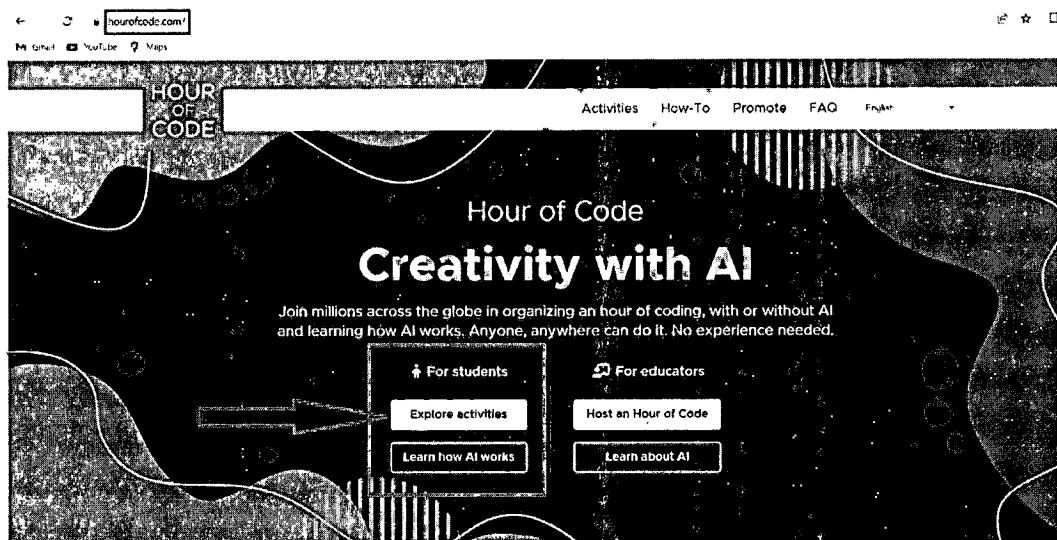 hourofcode.com/
Gmail YouTube Maps
HOUR
OF
CODE
Activities How-To Promote FAQ English
Hour of Code
Creativity with AI
Join millions across the globe in organizing an hour of coding, with or without AI
and learning how AI works. Anyone, anywhere can do it. No experience needed.
For students For educators
Explore activities Host an Hour of Code
Learn how AI works Learn about AI